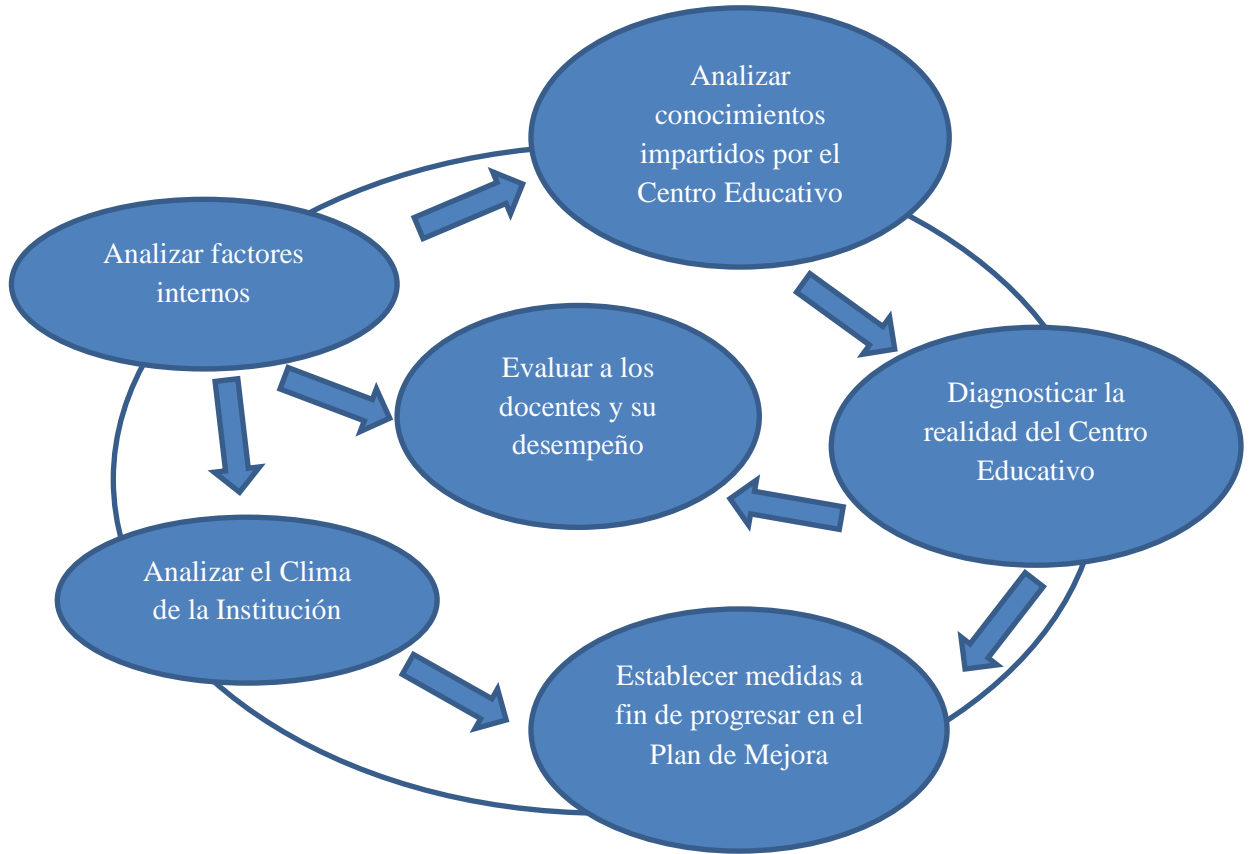 Analizar
conocimientos
impartidos por el
Centro Educativo
Analizar factores
internos
Evaluar a los
docentes y su
desempeño
Diagnosticar la
realidad del Centro
Educativo
Analizar el Clima
de la Institución
Establecer medidas a
fin de progresar en el
Plan de Mejora